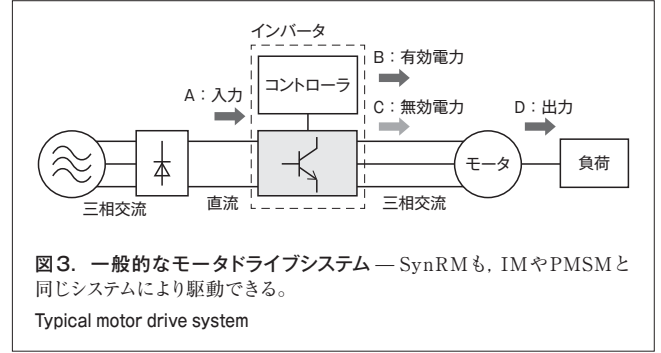 インバータ
コントローラ
A：入力
B：有効電力
C：無効電力
D：出力
モータ
負荷
三相交流
直流
三相交流
図3．一般的なモータドライブシステム — SynRMも，IMやPMSMと
同じシステムにより駆動できる。
Typical motor drive system